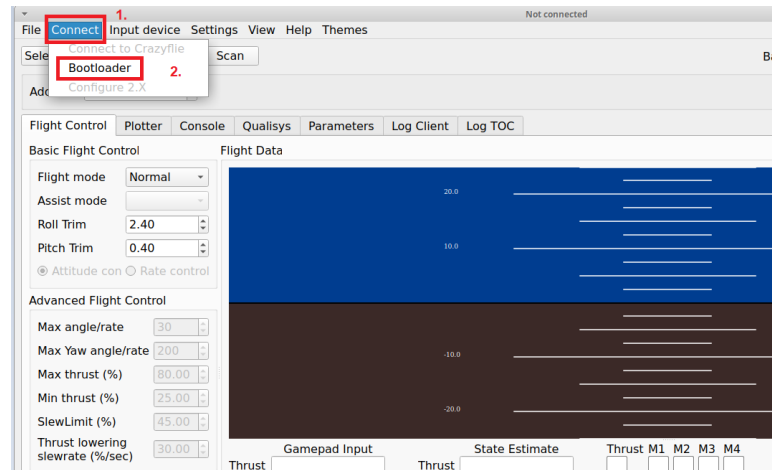 1.
Not connected
File Connect Input device Settings View Help Themes
Connect to Crazyflie
Scan
Bootloader
2.
Configure 2.X
Flight Control Plotter Console Qualisys Parameters Log Client Log TOC
Basic Flight Control
Flight Data
Flight mode Normal
Assist mode
Roll Trim 2.40
Pitch Trim 0.40
Attitude con Rate control
Advanced Flight Control
Max angle/rate 30
Max Yaw angle/rate 200
Max thrust (%) 80.00
Min thrust (%) 25.00
SlewLimit (%) 45.00
Thrust lowering
slewrate (%/sec) 30.00
20.0
10.0
-10.0
-20.0
Gamepad Input
State Estimate
Thrust M1 M2 M3 M4
Thrust
Thrust